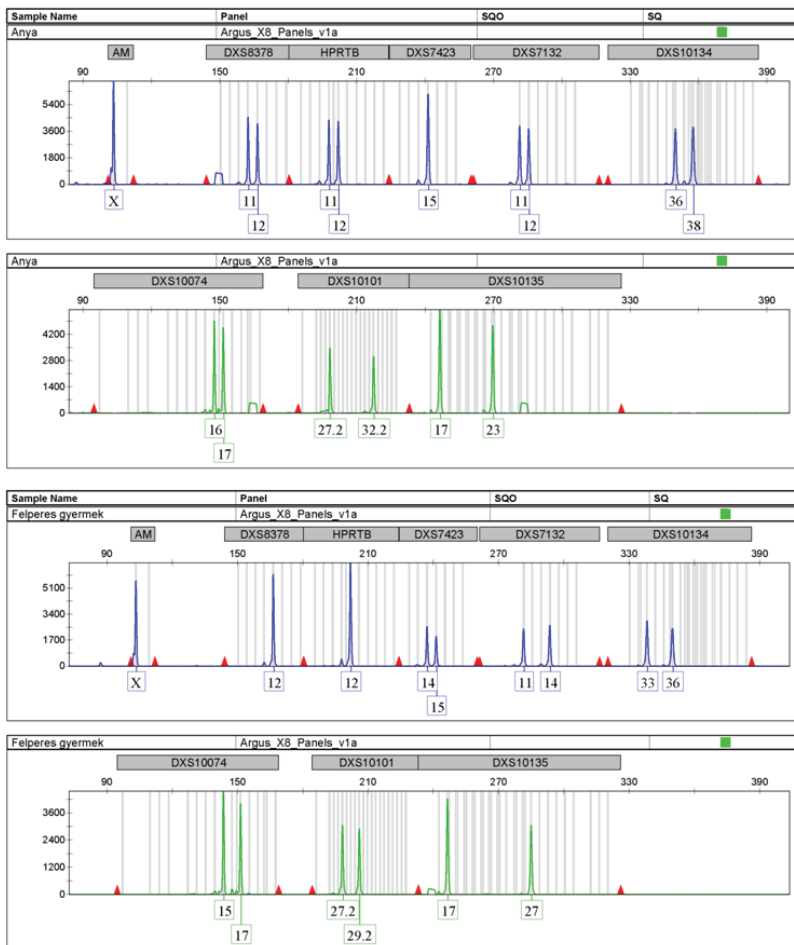 Sample Name Panel SQO SQ
Anya Argus_X8_Panels_v1a
AM DXS8378 HPRTB DXS7423 DXS7132 DXS10134
90 150 210 270 330 390
5400
3600
1800
0
X 11 11 15 11 36
12 12 12 38
Anya Argus_X8_Panels_v1a
DXS10074 DXS10101 DXS10135
90 150 210 270 330 390
4200
2800
1400
0
16 27.2 32.2 17 23
17
Sample Name Panel SQO SQ
Felperes gyermek Argus_X8_Panels_v1a
AM DXS8378 HPRTB DXS7423 DXS7132 DXS10134
90 150 210 270 330 390
5100
3400
1700
0
X 12 12 14 11 14 33 36
15
Felperes gyermek Argus_X8_Panels_v1a
DXS10074 DXS10101 DXS10135
90 150 210 270 330 390
3600
2400
1200
0
15 27.2 17 27
17 29.2